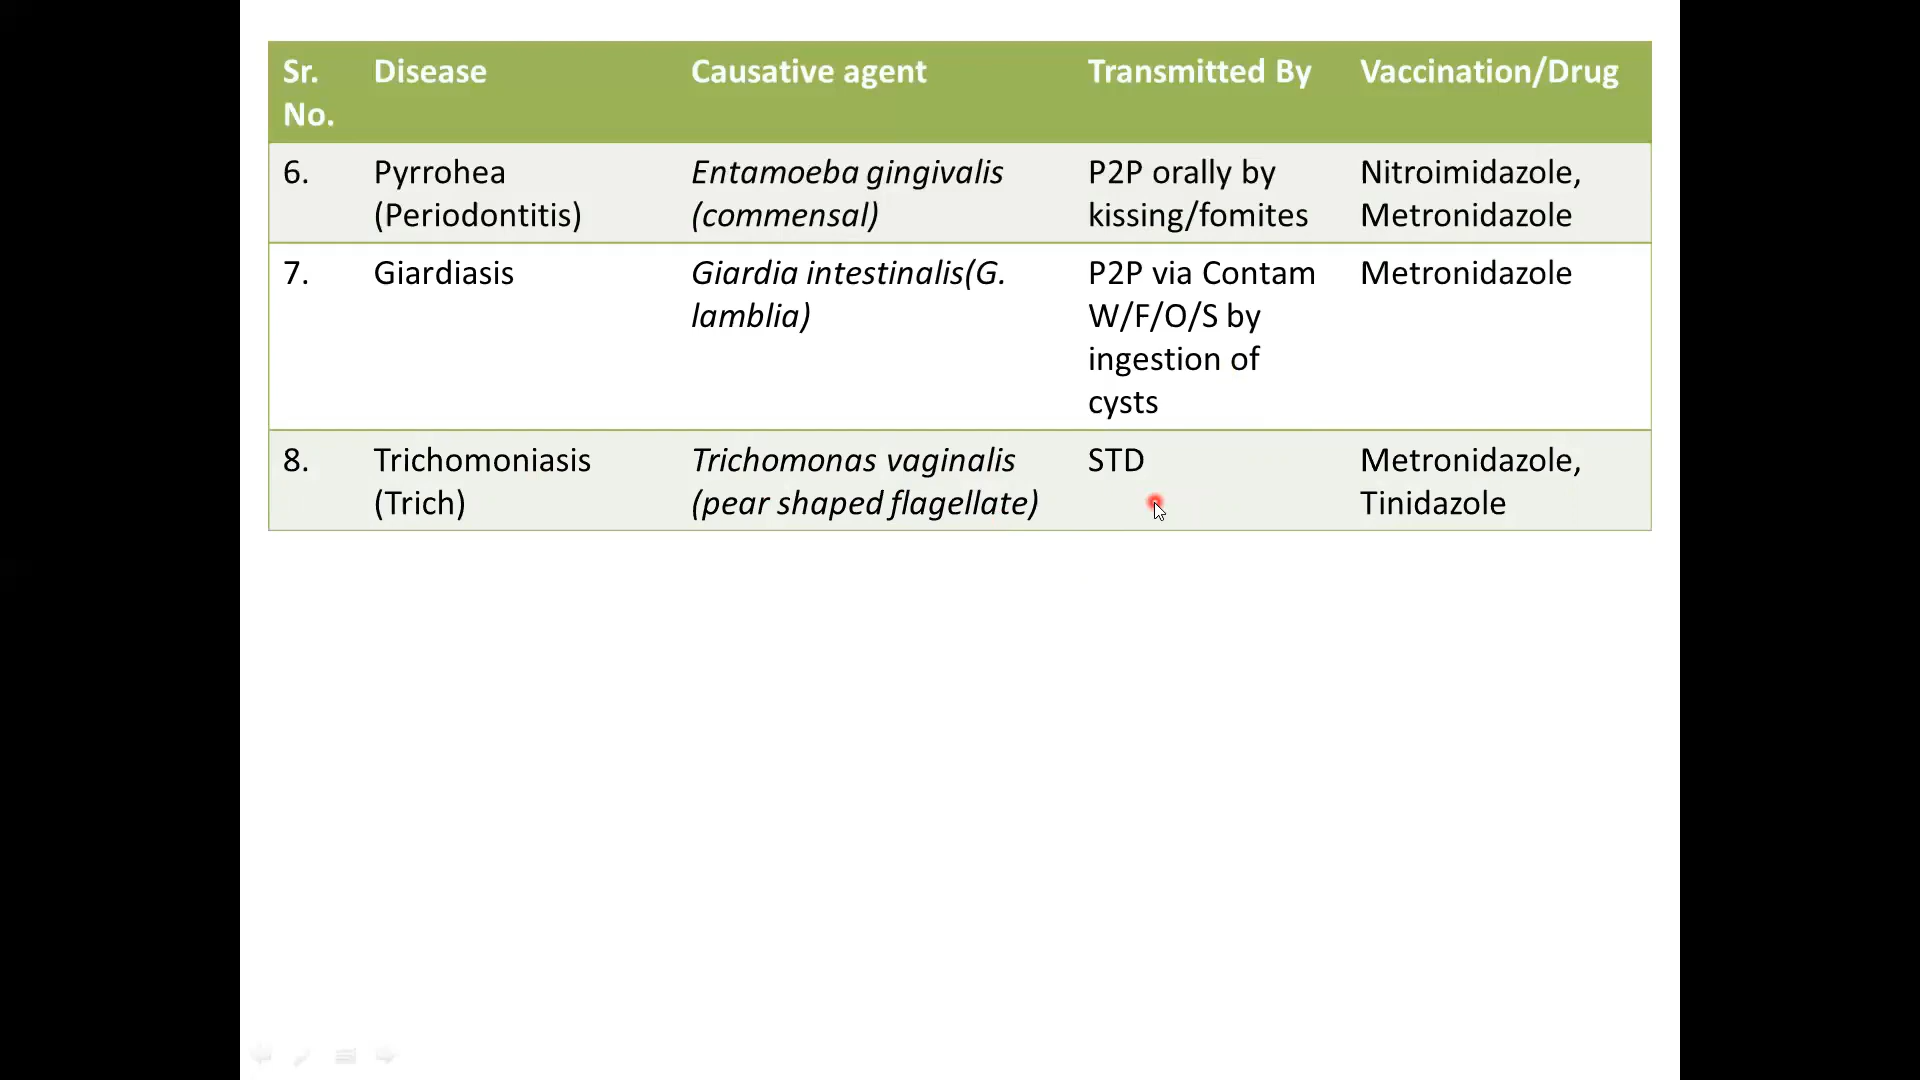 Sr. No. Disease Causative agent Transmitted By Vaccination/Drug
6. Pyrrohea Entamoeba gingivalis P2P orally by Nitroimidazole,
(Periodontitis) (commensal) kissing/fomites Metronidazole
7. Giardiasis Giardia intestinalis(G. P2P via Contam Metronidazole
lamblia) W/F/O/S by
ingestion of
cysts
8. Trichomoniasis Trichomonas vaginalis STD Metronidazole,
(Trich) (pear shaped flagellate) Tinidazole